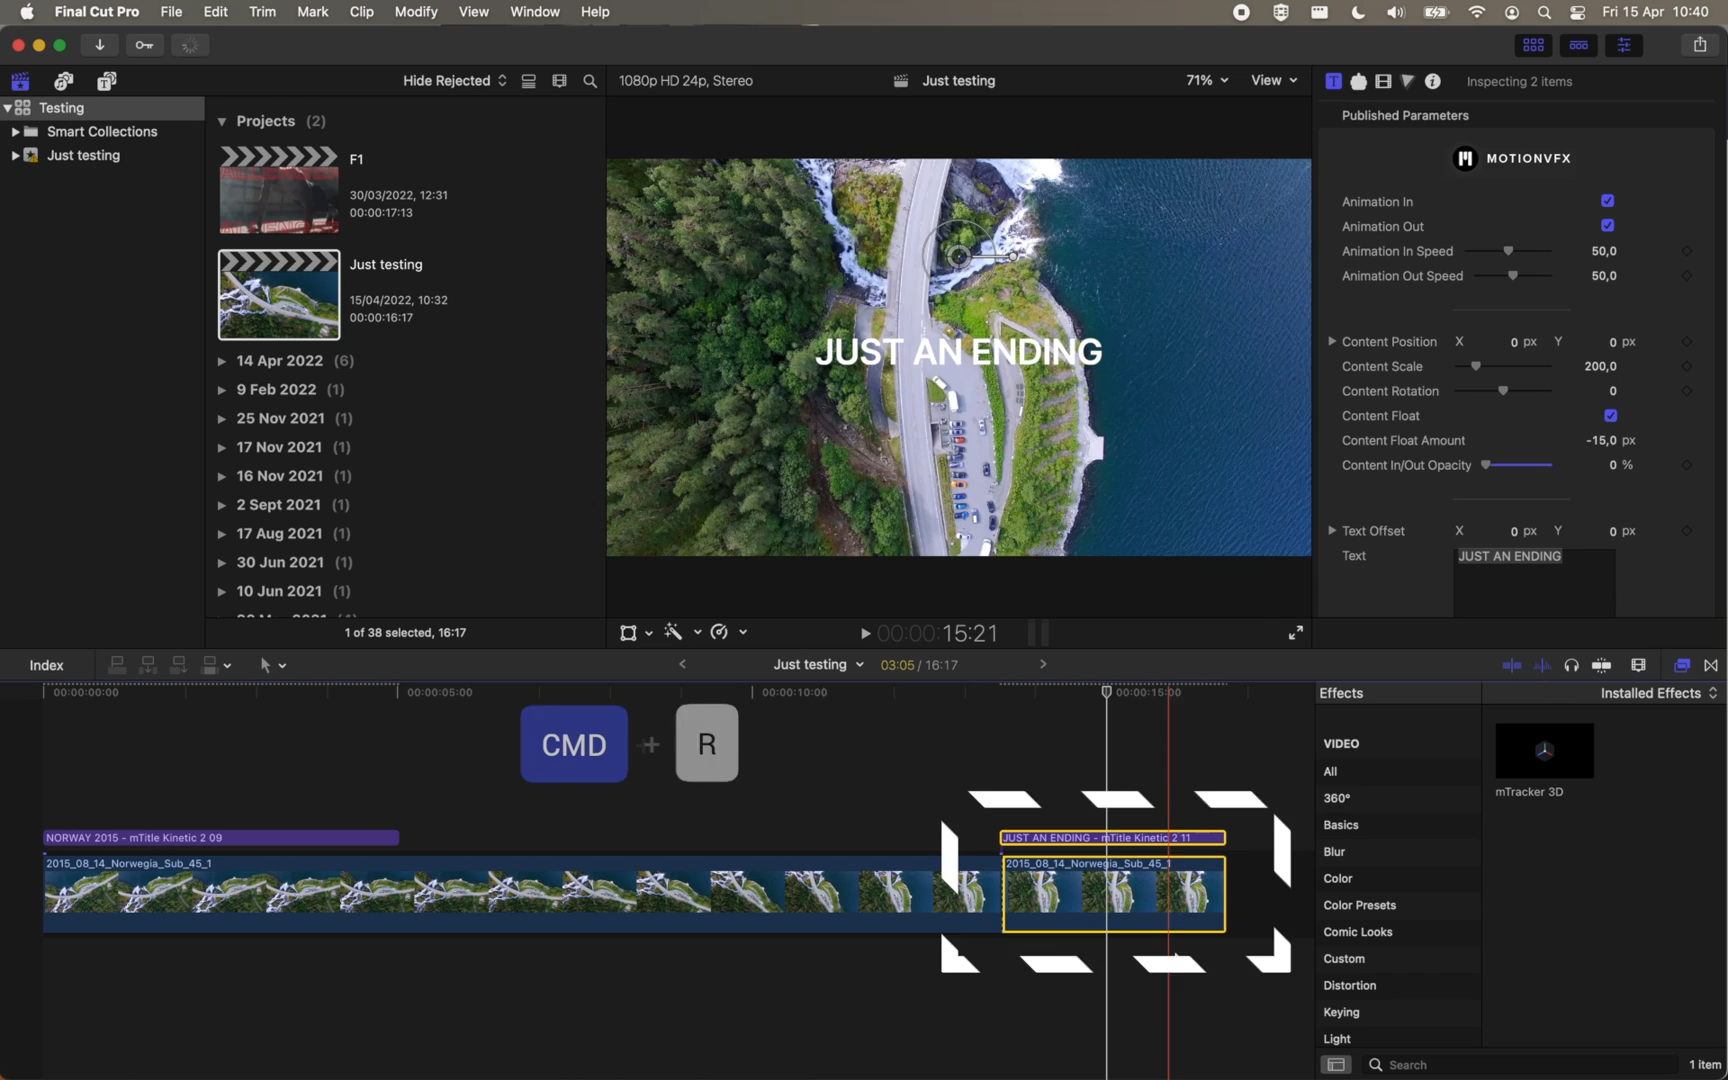 Final Cut Pro File Edit Trim Mark Clip Modify View Window Help Fri 15 Apr 10:40
Hide Rejected
1080p HD 24p, Stereo
Just testing
71%
View
Inspecting 2 items
Testing
Smart Collections
Just testing
Projects (2)
F1
30/03/2022, 12:31
00:00:17:13
Just testing
15/04/2022, 10:32
00:00:16:17
14 Apr 2022 (6)
9 Feb 2022 (1)
25 Nov 2021 (1)
17 Nov 2021 (1)
16 Nov 2021 (1)
2 Sept 2021 (1)
17 Aug 2021 (1)
30 Jun 2021 (1)
10 Jun 2021 (1)
1 of 38 selected, 16:17
JUST AN ENDING
00:00:15:21
Published Parameters
MOTIONVFX
Animation In
Animation Out
Animation In Speed 50,0
Animation Out Speed 50,0
Content Position X 0 px Y 0 px
Content Scale 200,0
Content Rotation 0
Content Float
Content Float Amount -15,0 px
Content In/Out Opacity 0 %
Text Offset X 0 px Y 0 px
Text JUST AN ENDING
Index
Just testing
03:05 / 16:17
00:00:00:00
00:00:05:00
00:00:10:00
00:00:15:00
CMD + R
NORWAY 2015 - mTitle Kinetic 2 09
JUST AN ENDING - mTitle Kinetic 2 11
2015_08_14_Norwegia_Sub_45_1
2015_08_14_Norwegia_Sub_45_1
Effects
Installed Effects
VIDEO
All
360°
Basics
Blur
Color
Color Presets
Comic Looks
Custom
Distortion
Keying
Light
mTracker 3D
Search
1 item